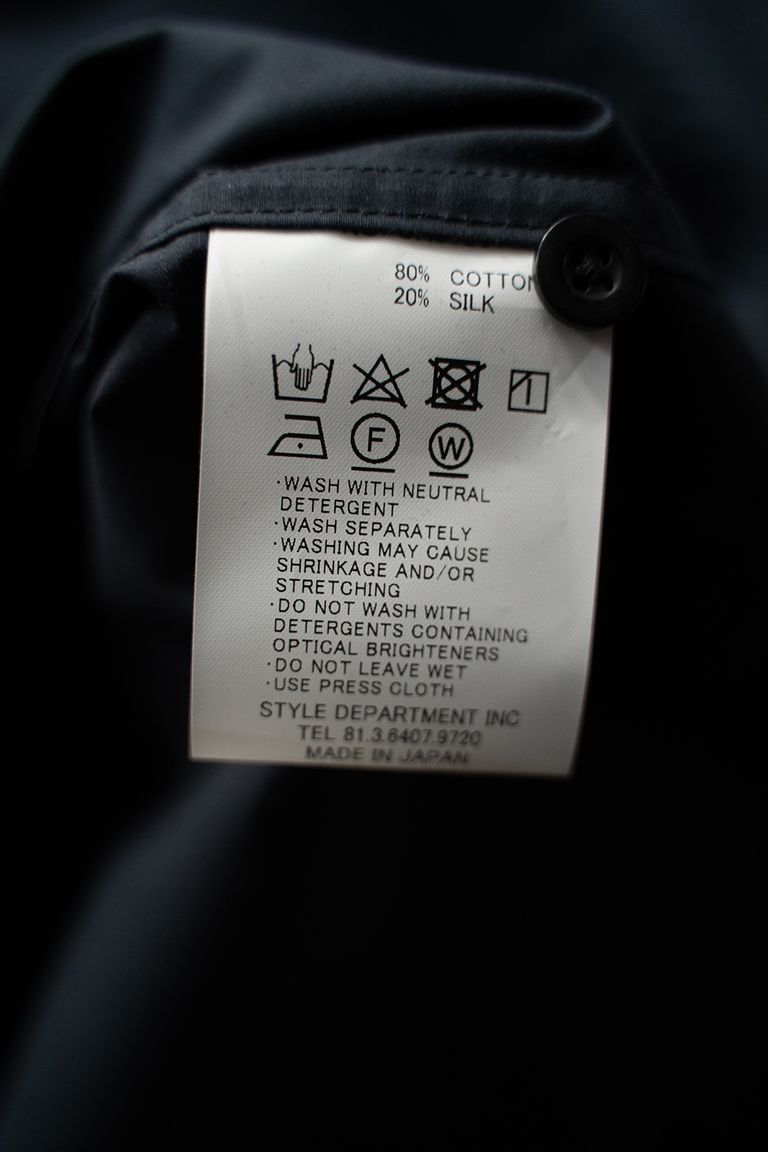 80% COTTON
20% SILK
F W
·WASH WITH NEUTRAL
DETERGENT
·WASH SEPARATELY
·WASHING MAY CAUSE
SHRINKAGE AND/OR
STRETCHING
·DO NOT WASH WITH
DETERGENTS CONTAINING
OPTICAL BRIGHTENERS
·DO NOT LEAVE WET
·USE PRESS CLOTH
STYLE DEPARTMENT INC
TEL 81.3.6407.9720
MADE IN JAPAN